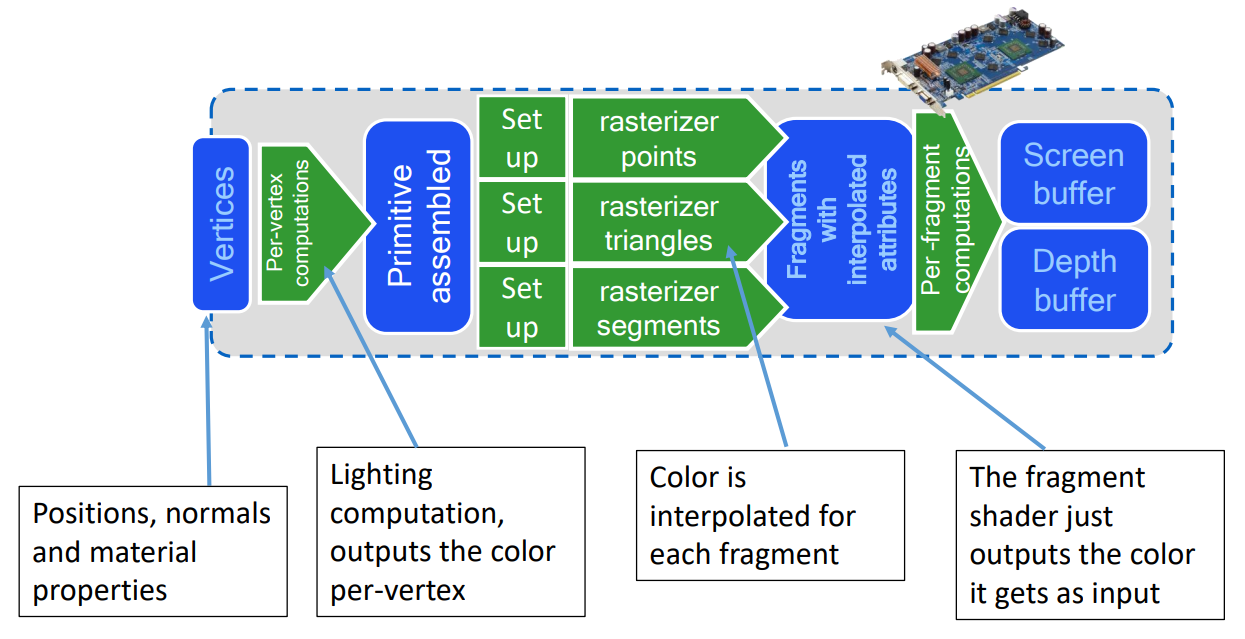 Vertices
Per-vertex
computations
Primitive
assembled
Set
up
rasterizer
points
Set
up
rasterizer
triangles
Set
up
rasterizer
segments
Fragments
with
interpolated
attributes
Per -fragment
computations
Screen
buffer
Depth
buffer
Positions, normals
and material
properties
Lighting
computation,
outputs the color
per-vertex
Color is
interpolated for
each fragment
The fragment
shader just
outputs the color
it gets as input